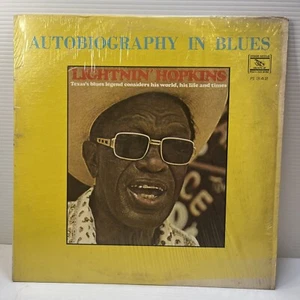 AUTOBIOGRAPHY IN BLUES
LIGHTNIN' HOPKINS
Texas's blues legend considers his world, his life and times